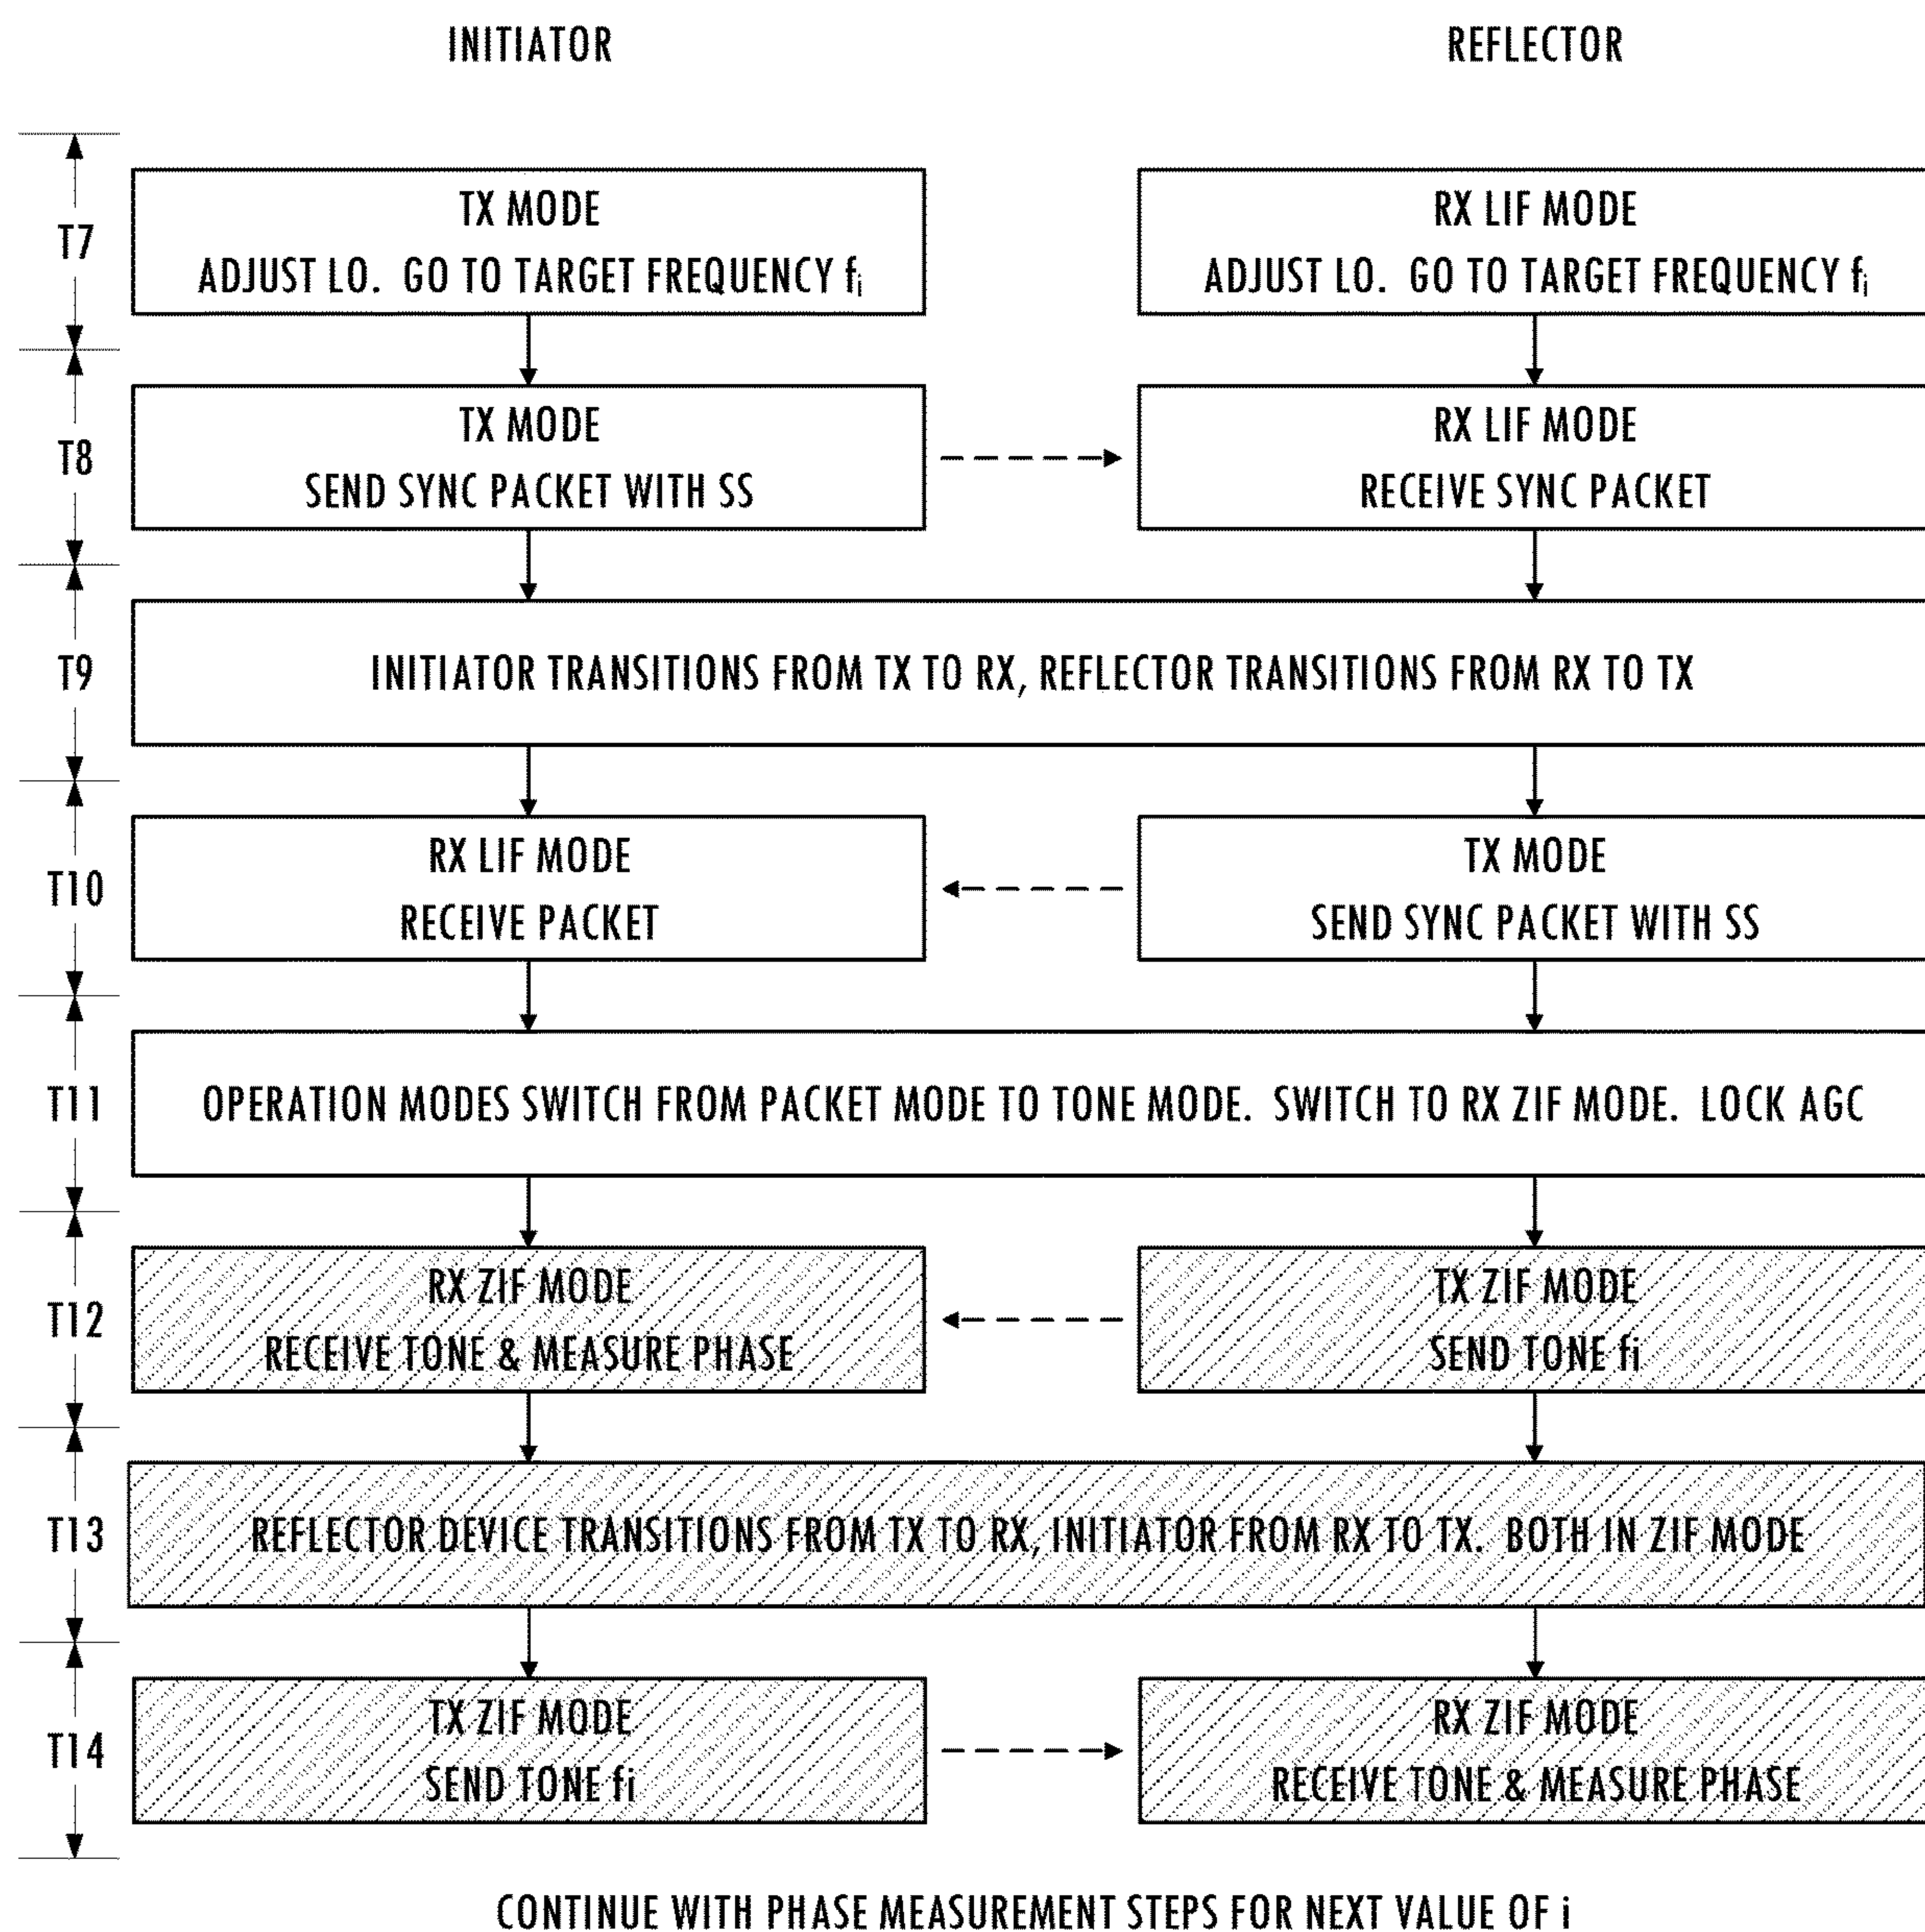 INITIATOR
REFLECTOR
T7
TX MODE
ADJUST LO. GO TO TARGET FREQUENCY fi
RX LIF MODE
ADJUST LO. GO TO TARGET FREQUENCY fi
T8
TX MODE
SEND SYNC PACKET WITH SS
RX LIF MODE
RECEIVE SYNC PACKET
T9
INITIATOR TRANSITIONS FROM TX TO RX, REFLECTOR TRANSITIONS FROM RX TO TX
T10
RX LIF MODE
RECEIVE PACKET
TX MODE
SEND SYNC PACKET WITH SS
T11
OPERATION MODES SWITCH FROM PACKET MODE TO TONE MODE. SWITCH TO RX ZIF MODE. LOCK AGC
T12
RX ZIF MODE
RECEIVE TONE & MEASURE PHASE
TX ZIF MODE
SEND TONE fi
T13
REFLECTOR DEVICE TRANSITIONS FROM TX TO RX, INITIATOR FROM RX TO TX. BOTH IN ZIF MODE
T14
TX ZIF MODE
SEND TONE fi
RX ZIF MODE
RECEIVE TONE & MEASURE PHASE
CONTINUE WITH PHASE MEASUREMENT STEPS FOR NEXT VALUE OF i